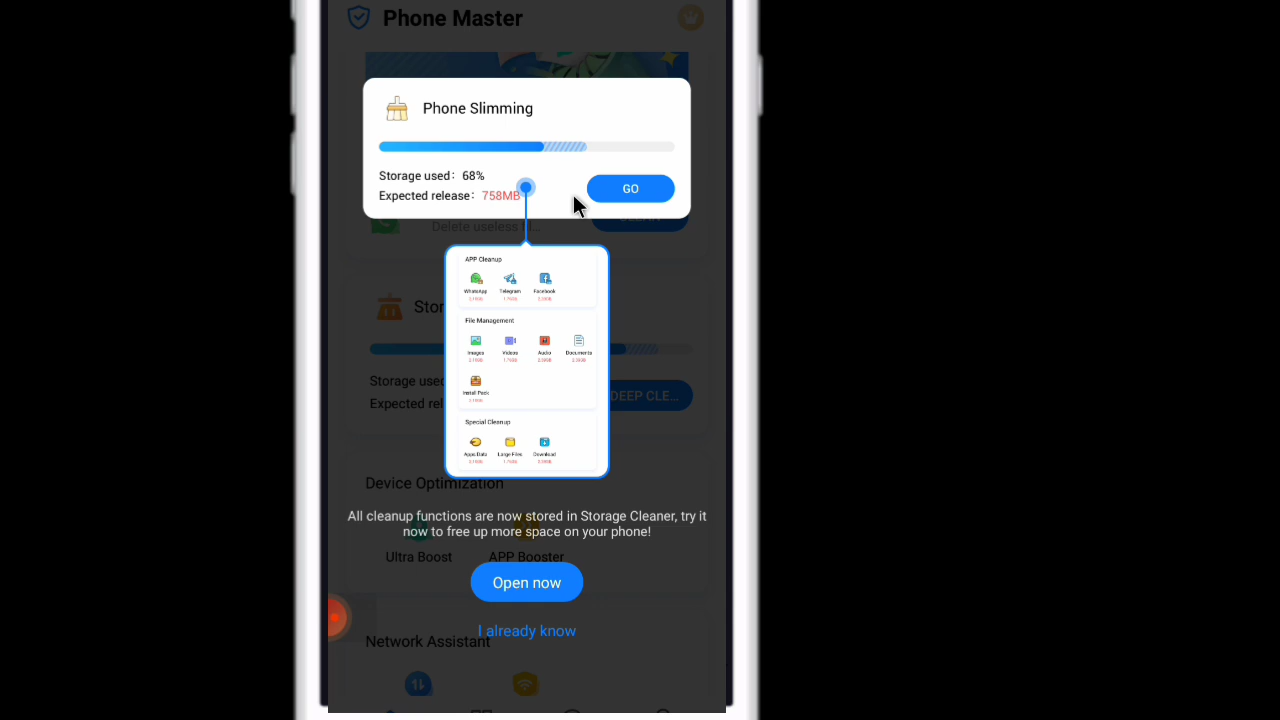 Phone Master
Phone Slimming
Storage used: 68%
Expected release: 758MB
GO
Delete useless fi...
APP Cleanup
WhatsApp
Telegram
Facebook
File Management
Images
Videos
Audio
Documents
Install Pack
Special Cleanup
Apps Data
Large Files
Download
Storage used
DEEP CLE...
Device Optimization
All cleanup functions are now stored in Storage Cleaner, try it
now to free up more space on your phone!
Ultra Boost
APP Booster
Open now
I already know
Network Assistant